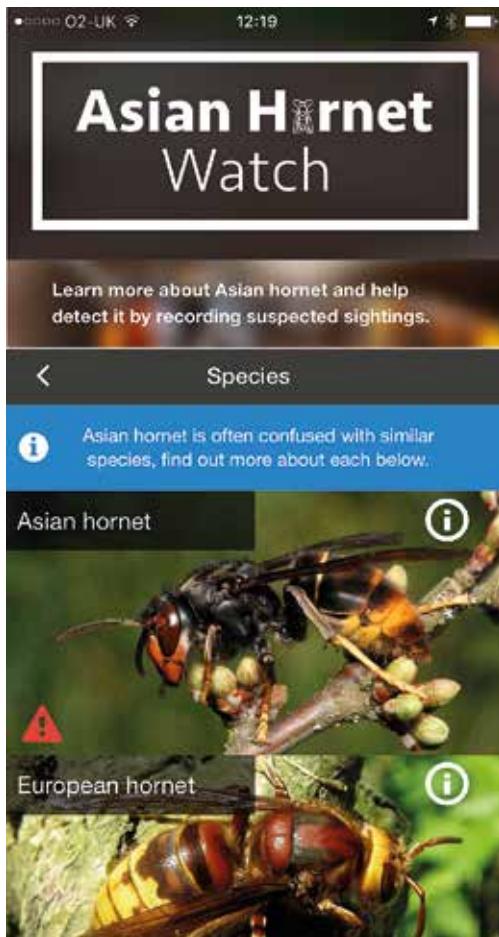 O2-UK 12:19
Asian Hornet
Watch
Learn more about Asian hornet and help
detect it by recording suspected sightings.
Species
Asian hornet is often confused with similar
species, find out more about each below.
Asian hornet
European hornet